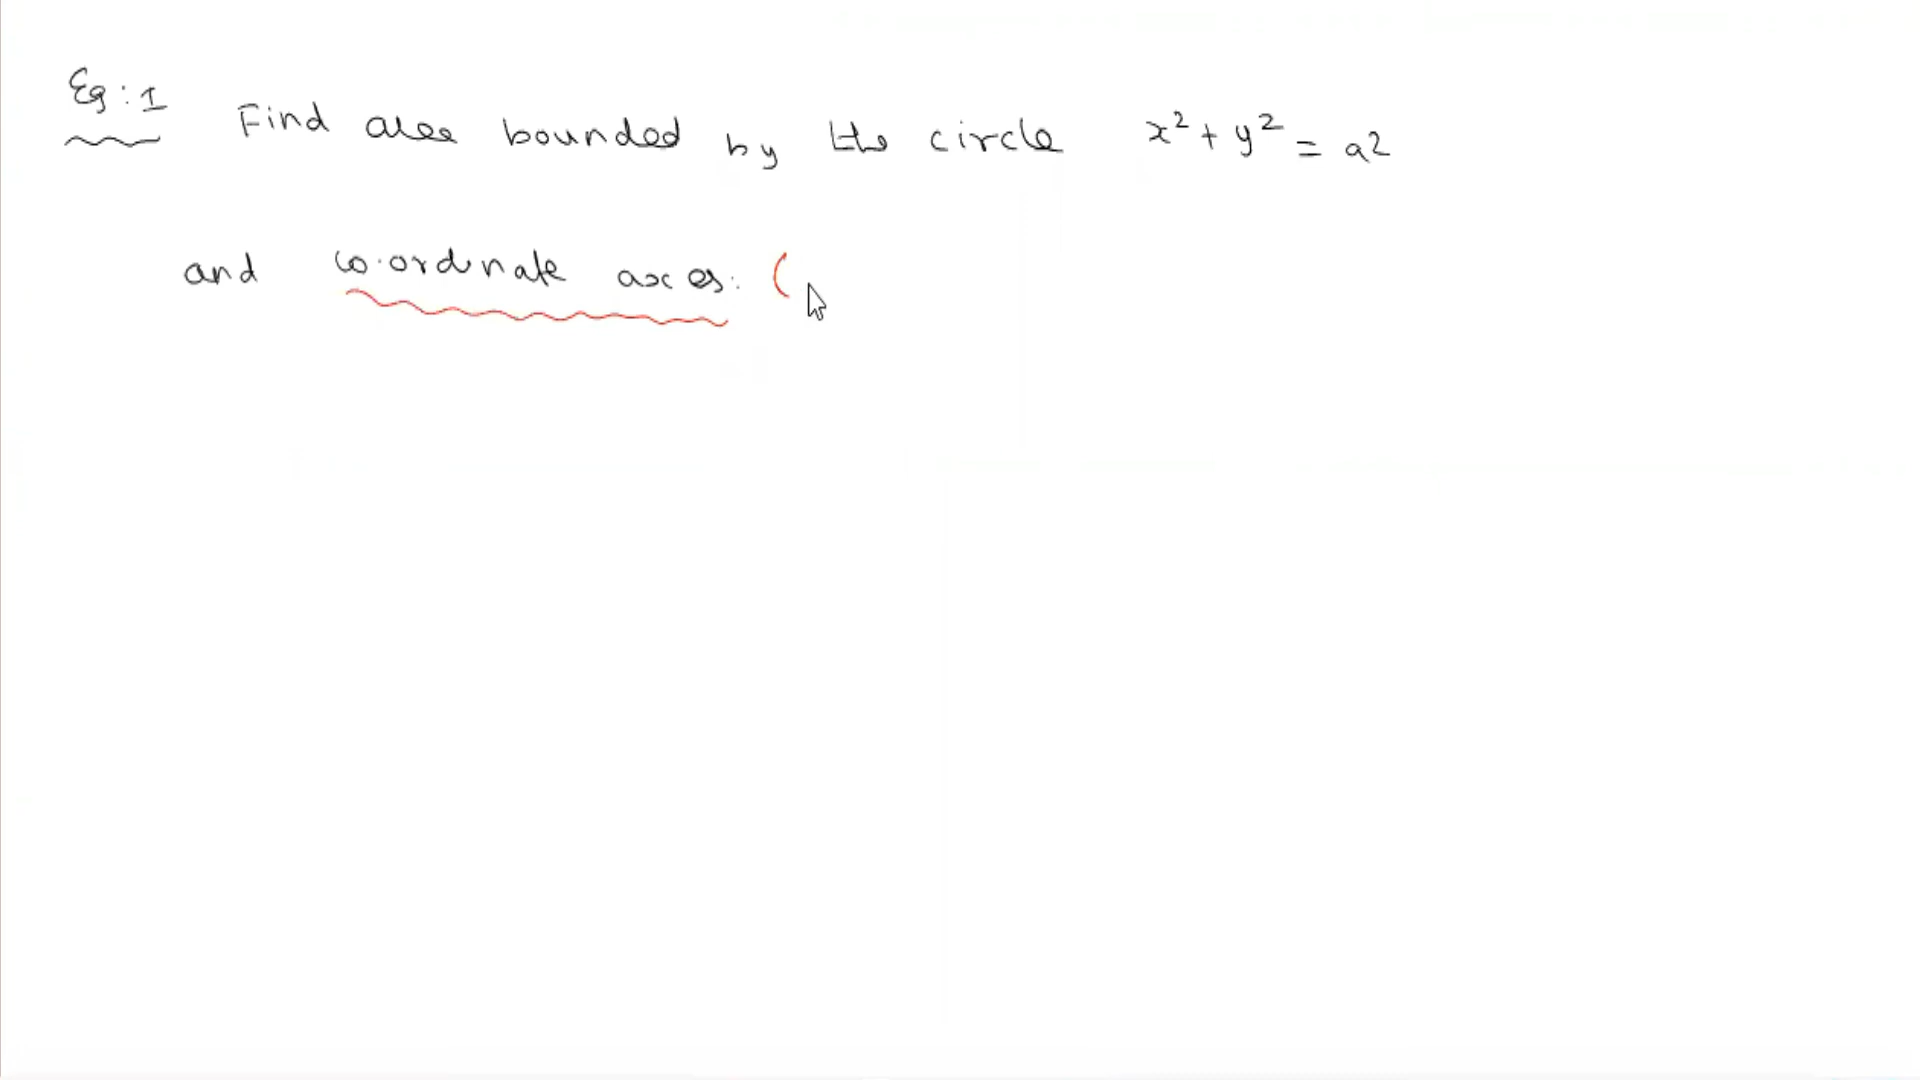 Eg : 1 Find area bounded by the circle x² + y² = a²
and co-ordinate axes. (